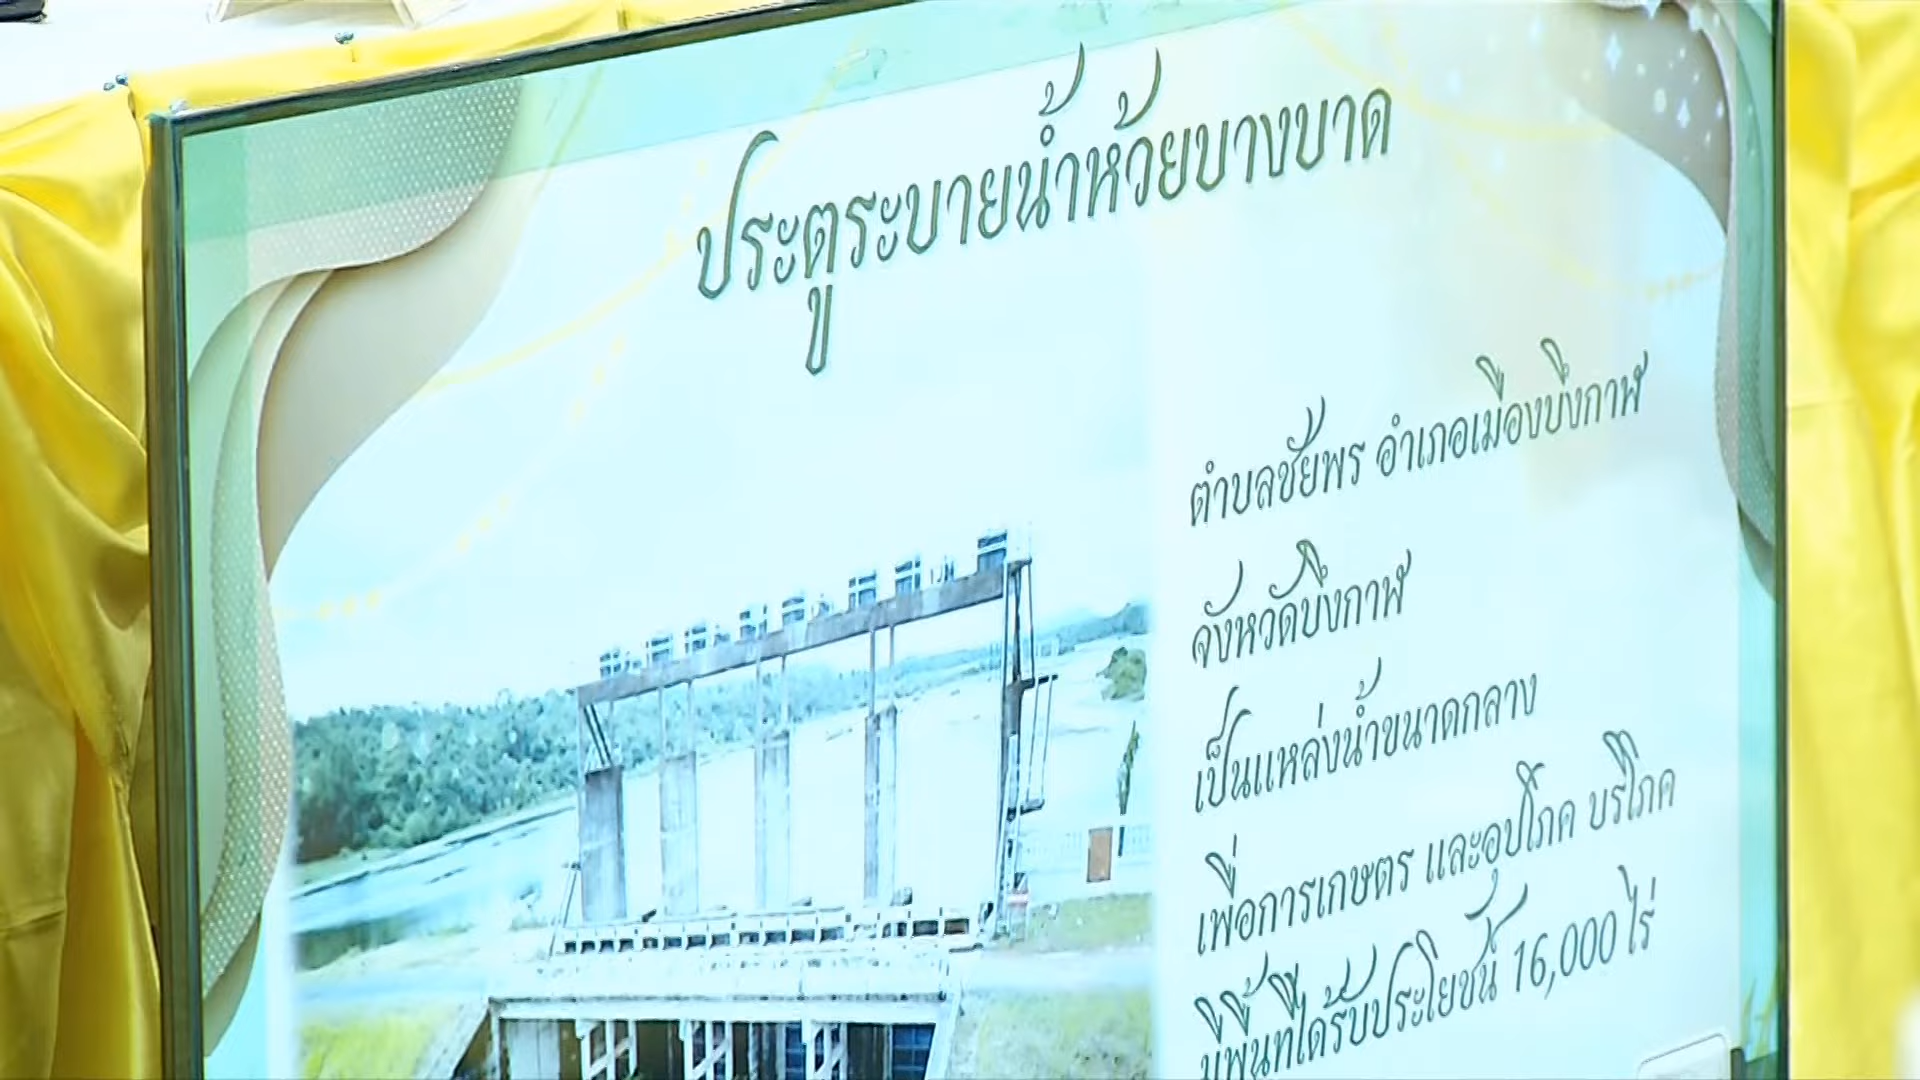 ประตูระบายน้ำห้วยบางบาด
ตำบลชัยพร อำเภอเมืองบึงกาฬ
จังหวัดบึงกาฬ
เป็นแหล่งน้ำขนาดกลาง
เพื่อการเกษตร และอุปโภค บริโภค
มีพื้นที่ได้รับประโยชน์ 16,000 ไร่